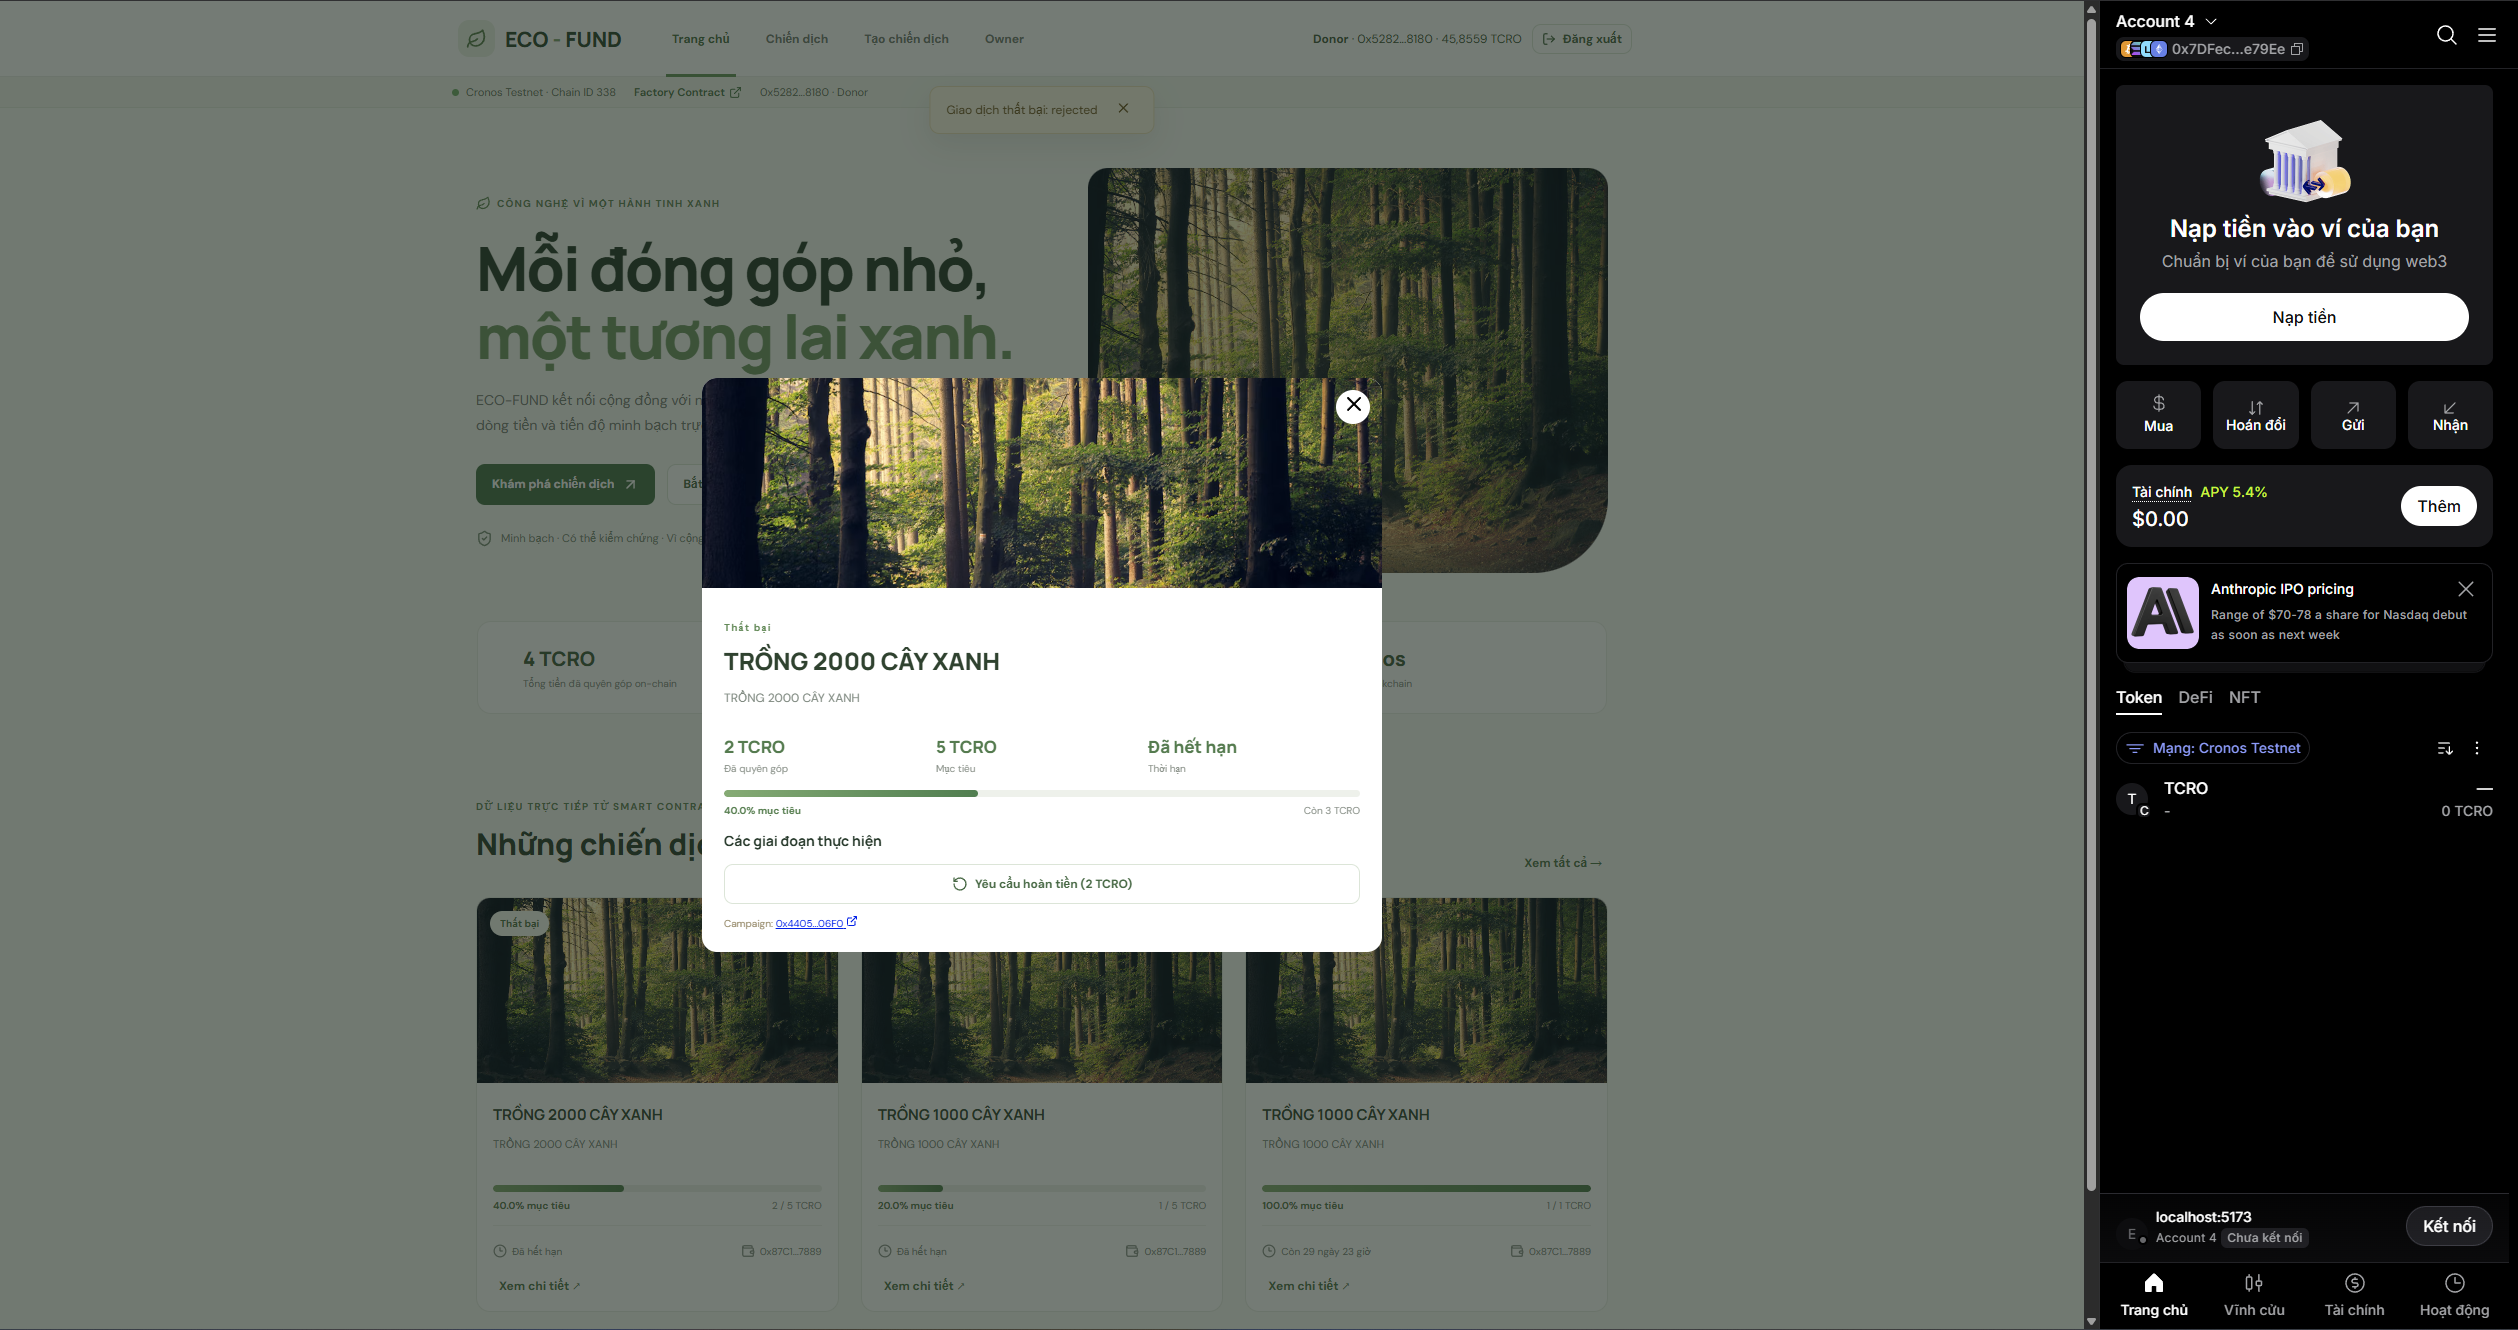 ECO - FUND
Trang chủ
Chiến dịch
Tạo chiến dịch
Owner
Donor · 0x5282...8180 · 45,8559 TCRO
Đăng xuất
Cronos Testnet · Chain ID 338
Factory Contract
0x5282...8180 · Donor
Giao dịch thất bại: rejected
CÔNG NGHỆ VÌ MỘT HÀNH TINH XANH
Mỗi đóng góp nhỏ,
một tương lai xanh.
ECO-FUND kết nối cộng đồng với
dòng tiền và tiến độ minh bạch
Khám phá chiến dịch
Bắt
Minh bạch · Có thể kiểm chứng · Vì cộng
4 TCRO
Tổng tiền đã quyên góp on-chain
os
kchain
DỮ LIỆU TRỰC TIẾP TỪ SMART CONTRA
Những chiến dị
Xem tất cả →
Thất bại
TRỒNG 2000 CÂY XANH
TRỒNG 2000 CÂY XANH
2 TCRO
Đã quyên góp
5 TCRO
Mục tiêu
Đã hết hạn
Thời hạn
40.0% mục tiêu
Còn 3 TCRO
Các giai đoạn thực hiện
Yêu cầu hoàn tiền (2 TCRO)
Campaign: 0x4405...06F0
Thất bại
TRỒNG 2000 CÂY XANH
TRỒNG 2000 CÂY XANH
40.0% mục tiêu
2 / 5 TCRO
Đã hết hạn
0x87C1...7889
Xem chi tiết ↗
TRỒNG 1000 CÂY XANH
TRỒNG 1000 CÂY XANH
20.0% mục tiêu
1 / 5 TCRO
Đã hết hạn
0x87C1...7889
Xem chi tiết ↗
TRỒNG 1000 CÂY XANH
TRỒNG 1000 CÂY XANH
100.0% mục tiêu
1 / 1 TCRO
Còn 29 ngày 23 giờ
0x87C1...7889
Xem chi tiết ↗
Account 4
0x7DFec...e79Ee
Nạp tiền vào ví của bạn
Chuẩn bị ví của bạn để sử dụng web3
Nạp tiền
Mua
Hoán đổi
Gửi
Nhận
Tài chính APY 5.4%
$0.00
Thêm
Anthropic IPO pricing
Range of $70-78 a share for Nasdaq debut
as soon as next week
Token
DeFi
NFT
Mạng: Cronos Testnet
T
C
TCRO
—
-
0 TCRO
E
localhost:5173
Account 4
Chưa kết nối
Kết nối
Trang chủ
Vĩnh cửu
Tài chính
Hoạt động